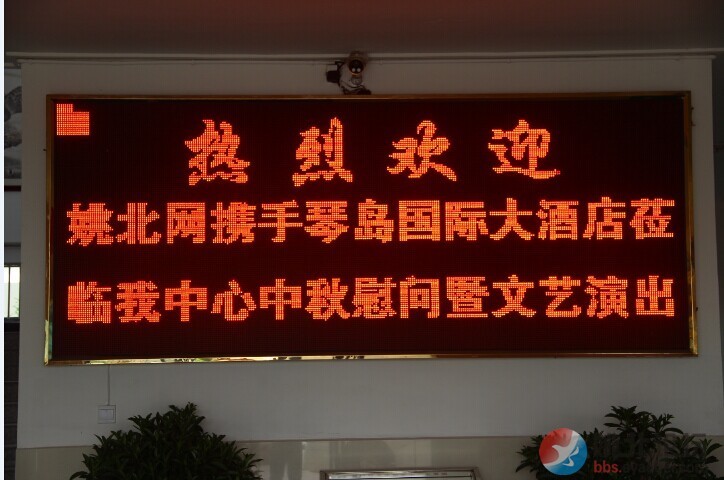 热烈欢迎
姚北网携手琴岛国际大酒店莅
临我中心中秋慰问暨文艺演出